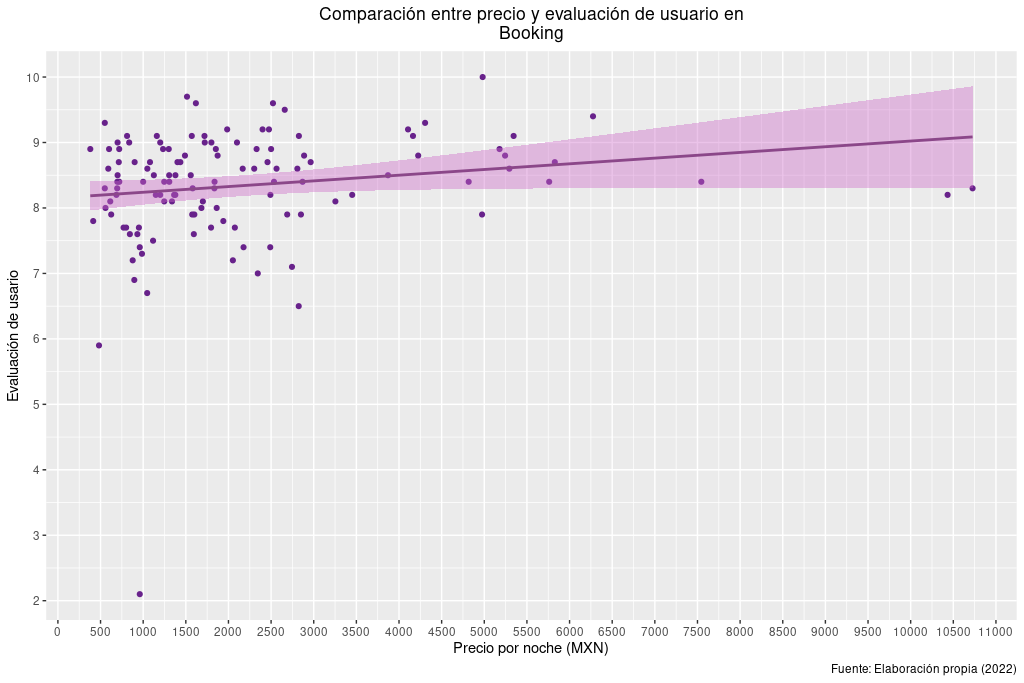 Comparación entre precio y evaluación de usuario en
Booking
Evaluación de usario
10
9
8
7
6
5
4
3
2
0 500 1000 1500 2000 2500 3000 3500 4000 4500 5000 5500 6000 6500 7000 7500 8000 8500 9000 9500 10000 10500 11000
Precio por noche (MXN)
Fuente: Elaboración propia (2022)